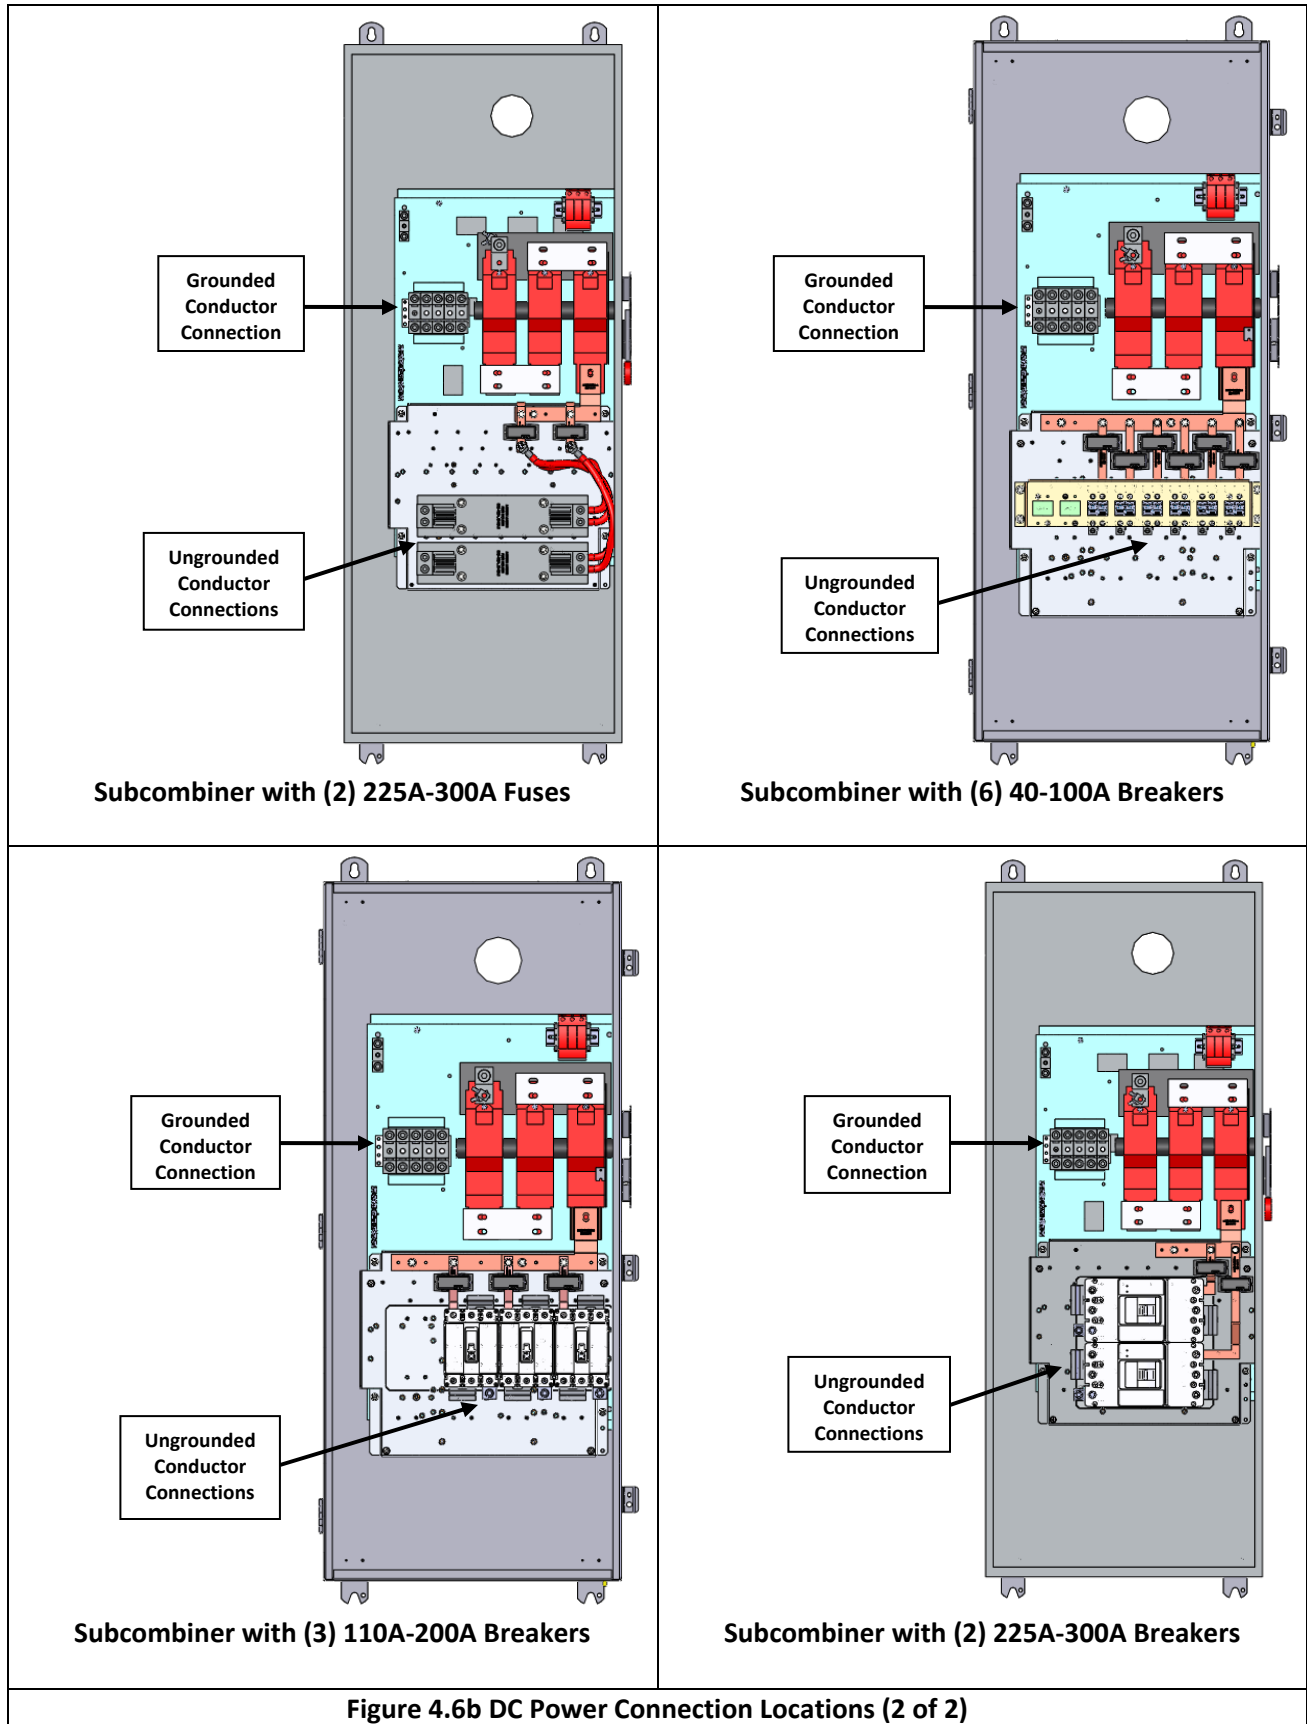 Grounded
Conductor
Connection
Ungrounded
Conductor
Connections
Subcombiner with (2) 225A-300A Fuses
Grounded
Conductor
Connection
Ungrounded
Conductor
Connections
Subcombiner with (6) 40-100A Breakers
Grounded
Conductor
Connection
Ungrounded
Conductor
Connections
Subcombiner with (3) 110A-200A Breakers
Grounded
Conductor
Connection
Ungrounded
Conductor
Connections
Subcombiner with (2) 225A-300A Breakers
Figure 4.6b DC Power Connection Locations (2 of 2)